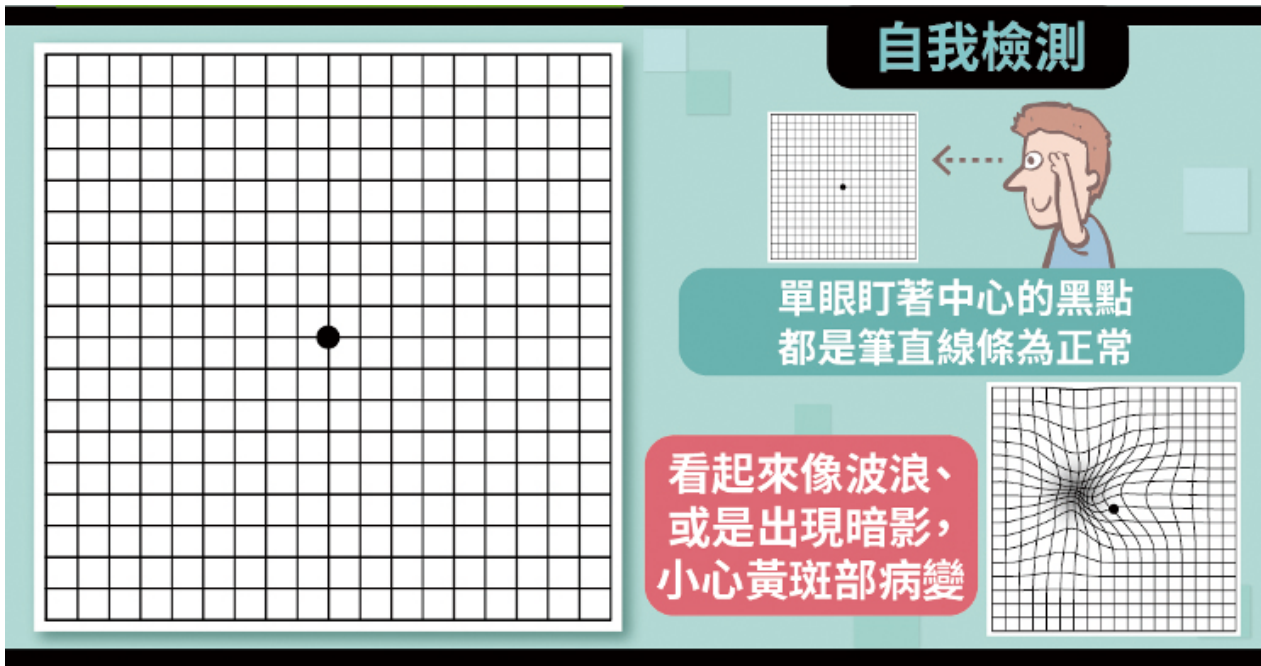 自我檢測
單眼盯著中心的黑點
都是筆直線條為正常
看起來像波浪、
或是出現暗影，
小心黃斑部病變